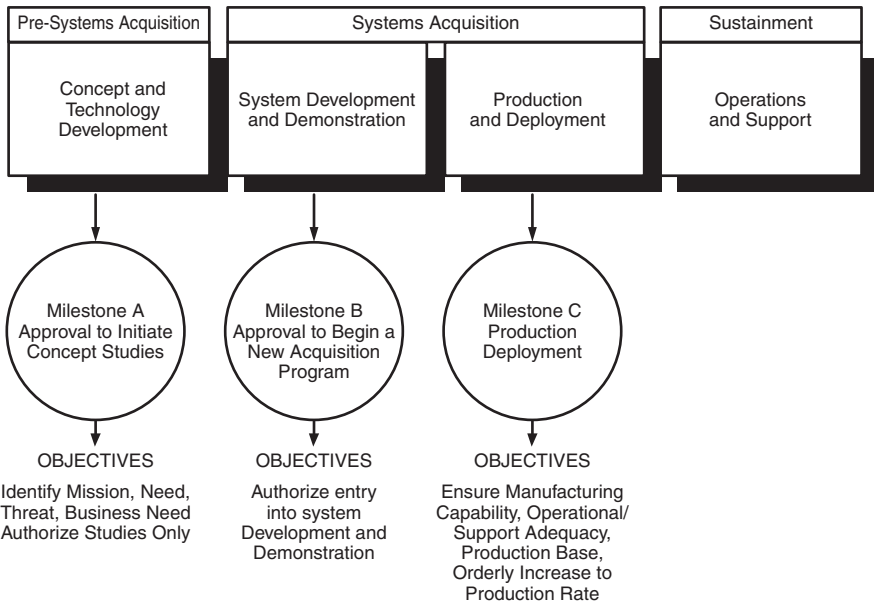 Pre-Systems Acquisition
Systems Acquisition
Sustainment
Concept and
Technology
Development
System Development
and Demonstration
Production
and Deployment
Operations
and Support
Milestone A
Approval to Initiate
Concept Studies
Milestone B
Approval to Begin a
New Acquisition
Program
Milestone C
Production
Deployment
OBJECTIVES
Identify Mission, Need,
Threat, Business Need
Authorize Studies Only
OBJECTIVES
Authorize entry
into system
Development and
Demonstration
OBJECTIVES
Ensure Manufacturing
Capability, Operational/
Support Adequacy,
Production Base,
Orderly Increase to
Production Rate